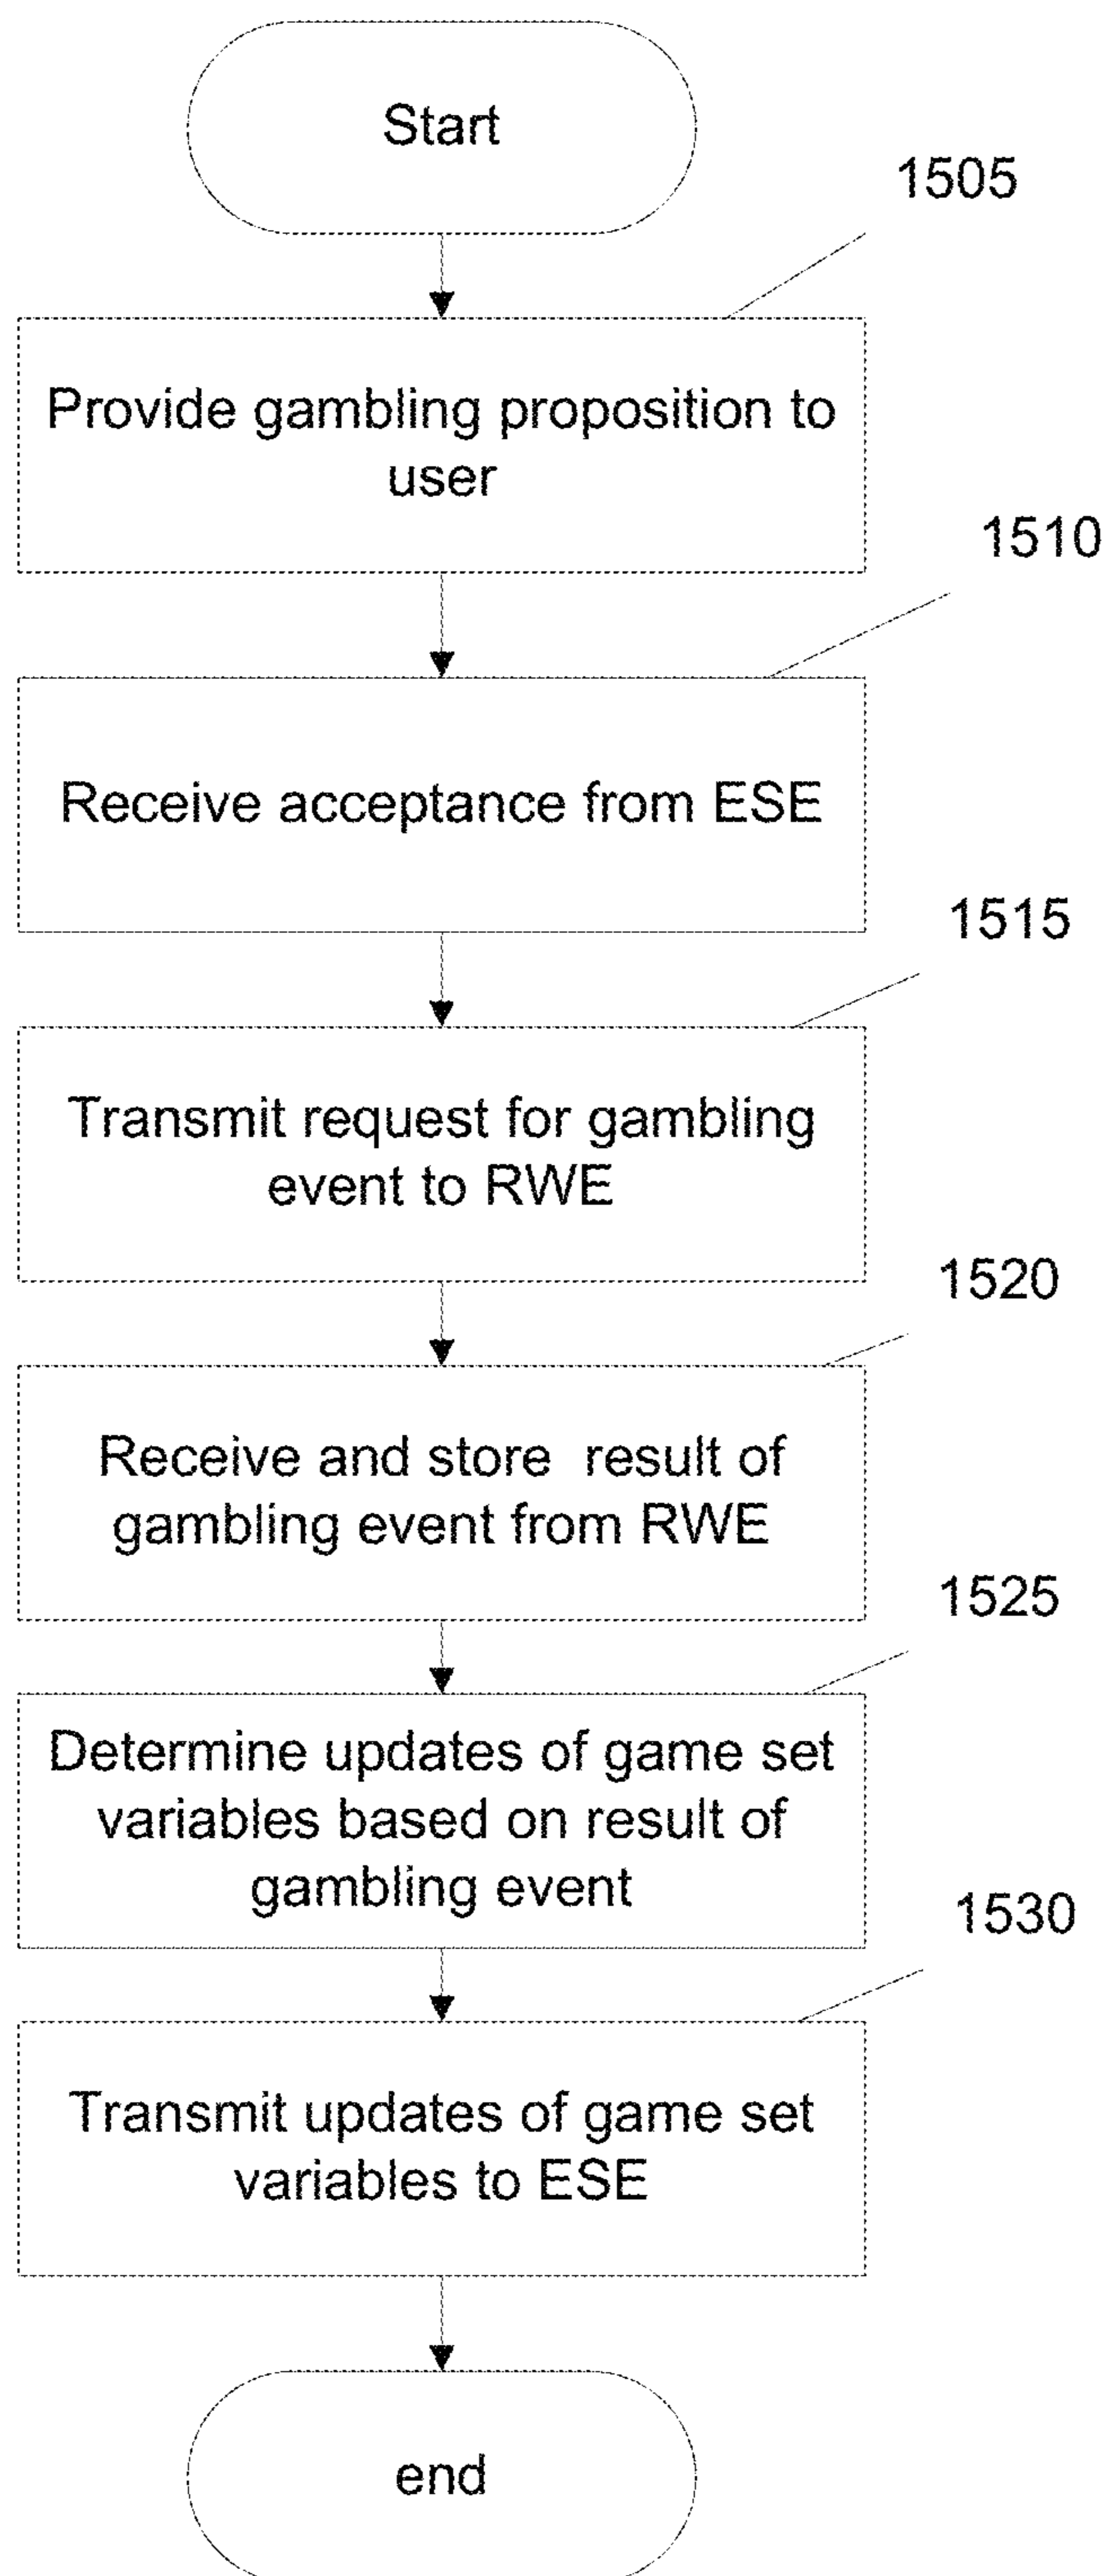 Start
1505
Provide gambling proposition to
user
1510
Receive acceptance from ESE
1515
Transmit request for gambling
event to RWE
1520
Receive and store  result of
gambling event from RWE
1525
Determine updates of game set
variables based on result of
gambling event
1530
Transmit updates of game set
variables to ESE
end